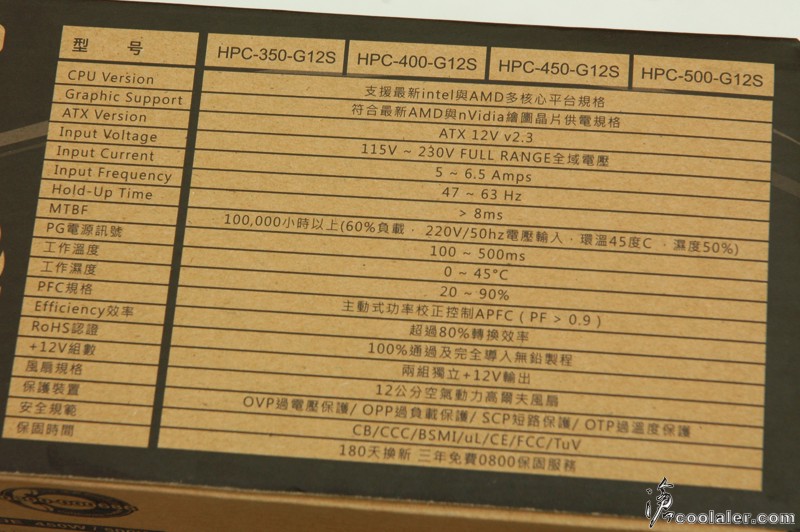 型 號 HPC-350-G12S HPC-400-G12S HPC-450-G12S HPC-500-G12S
CPU Version 支援最新intel與AMD多核心平台規格
Graphic Support 符合最新AMD與nVidia繪圖晶片供電規格
ATX Version ATX 12V v2.3
Input Voltage 115V ~ 230V FULL RANGE全域電壓
Input Current 5 ~ 6.5 Amps
Input Frequency 47 ~ 63 Hz
Hold-Up Time > 8ms
MTBF 100,000小時以上(60%負載、220V/50hz電壓輸入、環溫45度C 、濕度50%)
PG電源訊號 100 ~ 500ms
工作溫度 0 ~ 45°C
工作濕度 20 ~ 90%
PFC規格 主動式功率校正控制APFC ( PF > 0.9 )
Efficiency效率 超過80%轉換效率
RoHS認證 100%通過及完全導入無鉛製程
+12V組數 兩組獨立+12V輸出
風扇規格 12公分空氣動力高爾夫風扇
保護裝置 OVP過電壓保護/ OPP過負載保護/ SCP短路保護/ OTP過溫度保護
安全規範 CB/CCC/BSMI/uL/CE/FCC/TuV
保固時間 180天換新 三年免費0800保固服務
滄coolaler.com